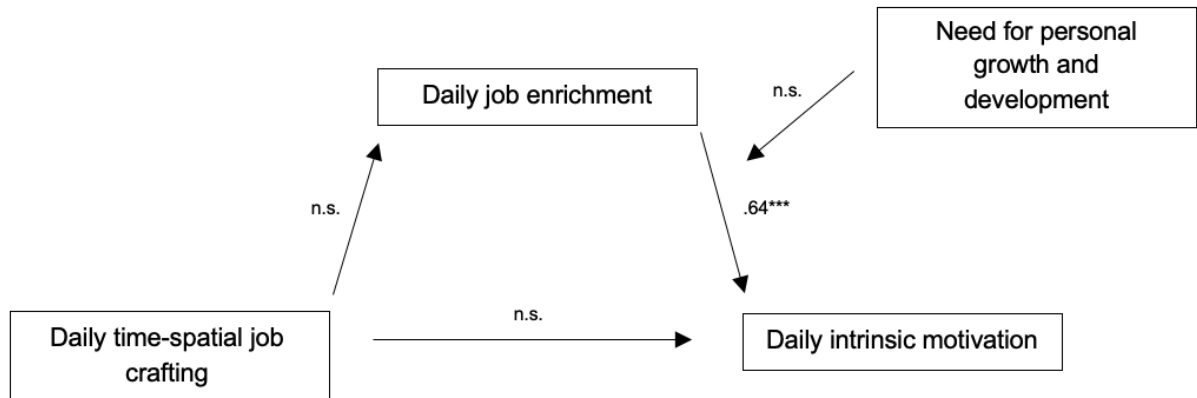 Need for personal
growth and
development
Daily job enrichment
n.s.
n.s.
.64***
n.s.
Daily time-spatial job
crafting
Daily intrinsic motivation